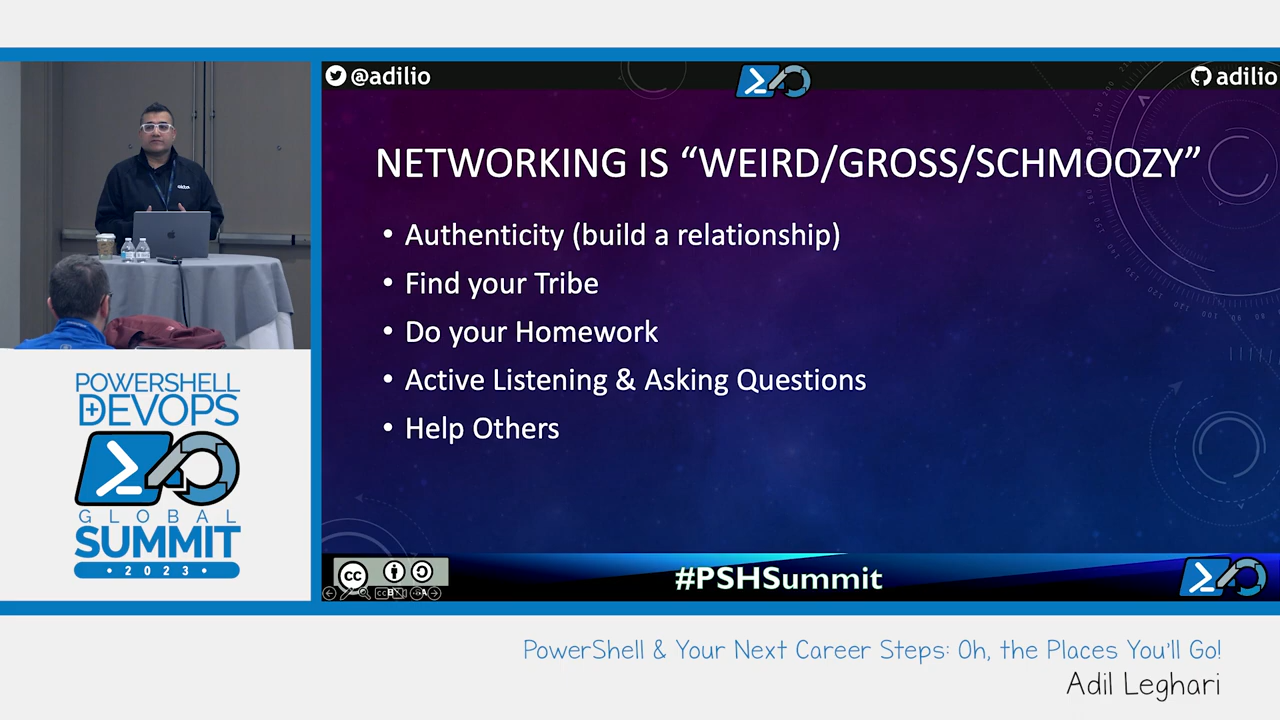 @adilio
adilio
NETWORKING IS “WEIRD/GROSS/SCHMOOZY”
• Authenticity (build a relationship)
• Find your Tribe
• Do your Homework
• Active Listening & Asking Questions
• Help Others
okta
POWERSHELL
+DEVOPS
GLOBAL
SUMMIT
• 2023 •
cc
#PSHSummit
PowerShell & Your Next Career Steps: Oh, the Places You'll Go!
Adil Leghari